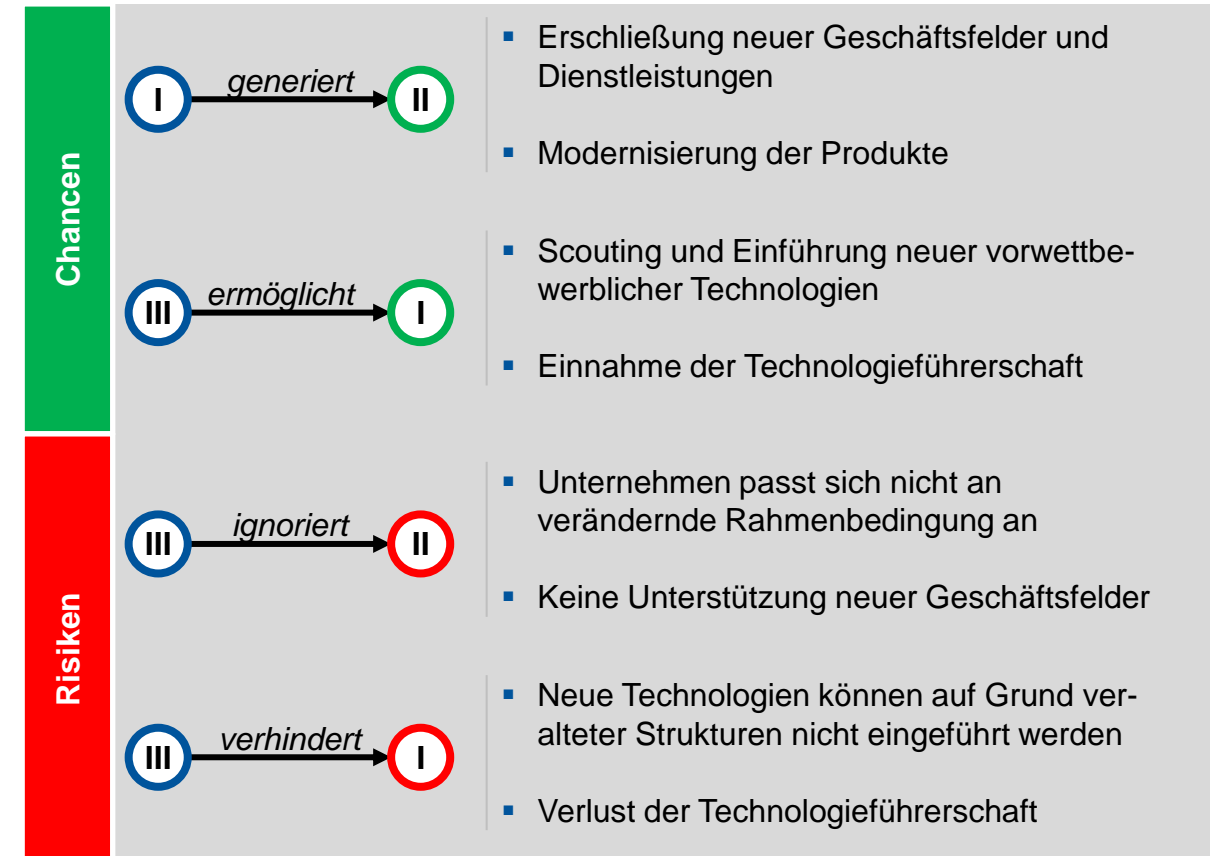 Chancen
I
generiert
II
▪ Erschließung neuer Geschäftsfelder und
Dienstleistungen
▪ Modernisierung der Produkte
III
ermöglicht
I
▪ Scouting und Einführung neuer vorwettbe-
werblicher Technologien
▪ Einnahme der Technologieführerschaft
Risiken
III
ignoriert
II
▪ Unternehmen passt sich nicht an
verändernde Rahmenbedingung an
▪ Keine Unterstützung neuer Geschäftsfelder
III
verhindert
I
▪ Neue Technologien können auf Grund ver-
alteter Strukturen nicht eingeführt werden
▪ Verlust der Technologieführerschaft